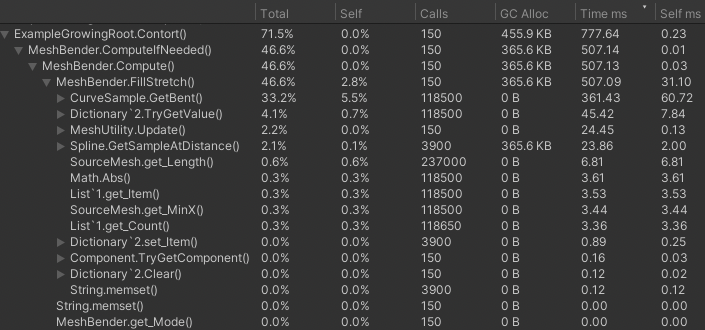 Total Self Calls GC Alloc Time ms Self ms
ExampleGrowingRoot.Contort() 71.5% 0.0% 150 455.9 KB 777.64 0.23
MeshBender.ComputeIfNeeded() 46.6% 0.0% 150 365.6 KB 507.14 0.01
MeshBender.Compute() 46.6% 0.0% 150 365.6 KB 507.13 0.03
MeshBender.FillStretch() 46.6% 2.8% 150 365.6 KB 507.09 31.10
CurveSample.GetBent() 33.2% 5.5% 118500 0 B 361.43 60.72
Dictionary`2.TryGetValue() 4.1% 0.7% 118500 0 B 45.42 7.84
MeshUtility.Update() 2.2% 0.0% 150 0 B 24.45 0.13
Spline.GetSampleAtDistance() 2.1% 0.1% 3900 365.6 KB 23.86 2.00
SourceMesh.get_Length() 0.6% 0.6% 237000 0 B 6.81 6.81
Math.Abs() 0.3% 0.3% 118500 0 B 3.61 3.61
List`1.get_Item() 0.3% 0.3% 118500 0 B 3.53 3.53
SourceMesh.get_MinX() 0.3% 0.3% 118500 0 B 3.44 3.44
List`1.get_Count() 0.3% 0.3% 118650 0 B 3.36 3.36
Dictionary`2.set_Item() 0.0% 0.0% 3900 0 B 0.89 0.25
Component.TryGetComponent() 0.0% 0.0% 150 0 B 0.16 0.03
Dictionary`2.Clear() 0.0% 0.0% 150 0 B 0.12 0.02
String.memset() 0.0% 0.0% 3900 0 B 0.12 0.12
String.memset() 0.0% 0.0% 150 0 B 0.00 0.00
MeshBender.get_Mode() 0.0% 0.0% 150 0 B 0.00 0.00